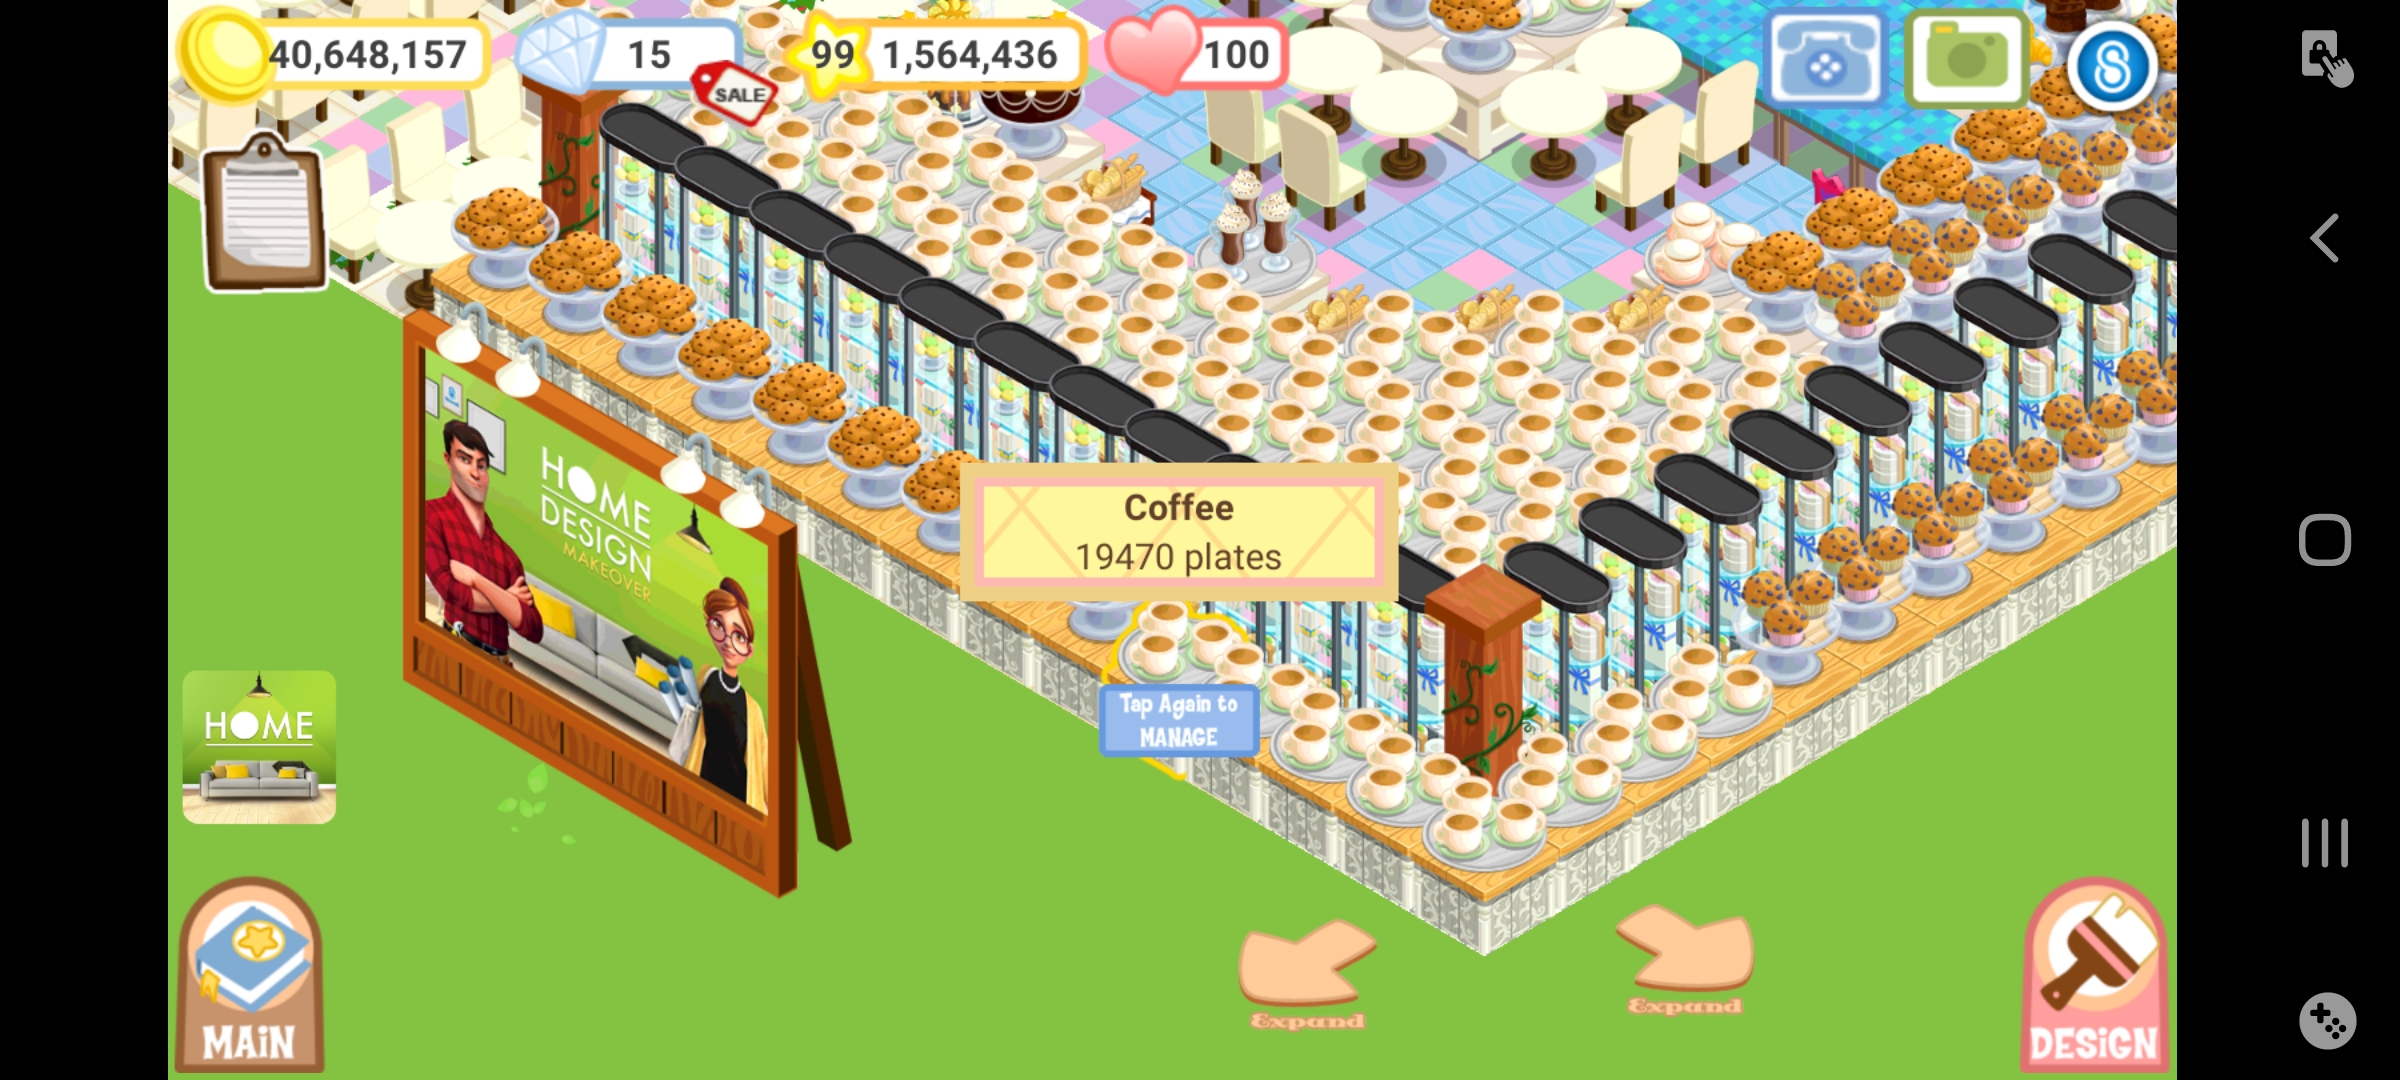 40,648,157
15
SALE
99
1,564,436
100
HOME
DESIGN
MAKEOVER
Coffee
19470 plates
Tap Again to
MANAGE
HOME
Expand
Expand
MAiN
DESiGN